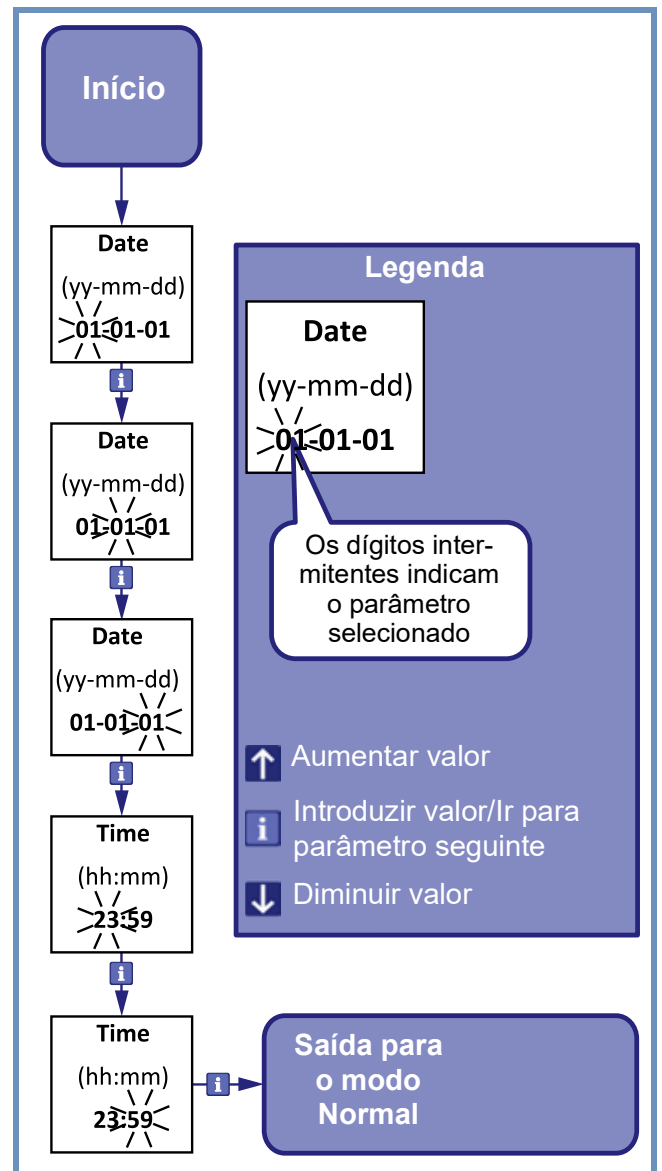 Início
Date
(yy-mm-dd)
01-01-01
i
Date
(yy-mm-dd)
01-01-01
i
Date
(yy-mm-dd)
01-01-01
i
Time
(hh:mm)
23:59
i
Time
(hh:mm)
23:59
i
Saída para
o modo
Normal
Legenda
Date
(yy-mm-dd)
01-01-01
Os dígitos inter-
mitentes indicam
o parâmetro
selecionado
Aumentar valor
i Introduzir valor/Ir para
parâmetro seguinte
Diminuir valor